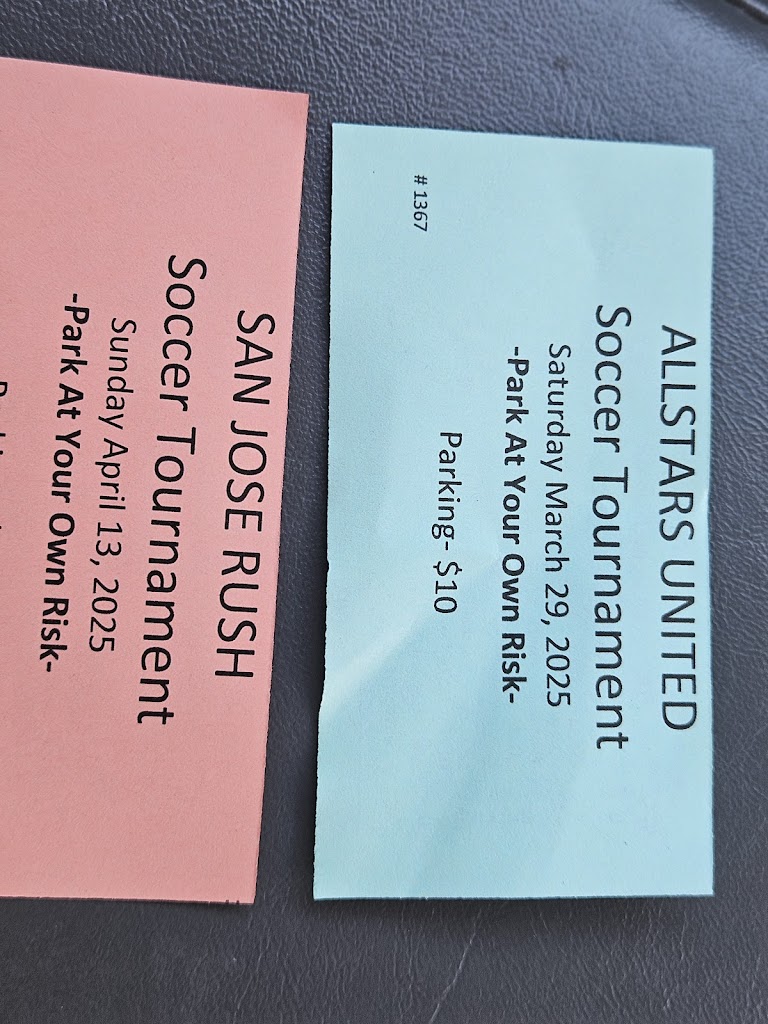 ALLSTARS UNITED
Soccer Tournament
Saturday March 29, 2025
-Park At Your Own Risk-
Parking- $10
# 1367
SAN JOSE RUSH
Soccer Tournament
Sunday April 13, 2025
-Park At Your Own Risk-